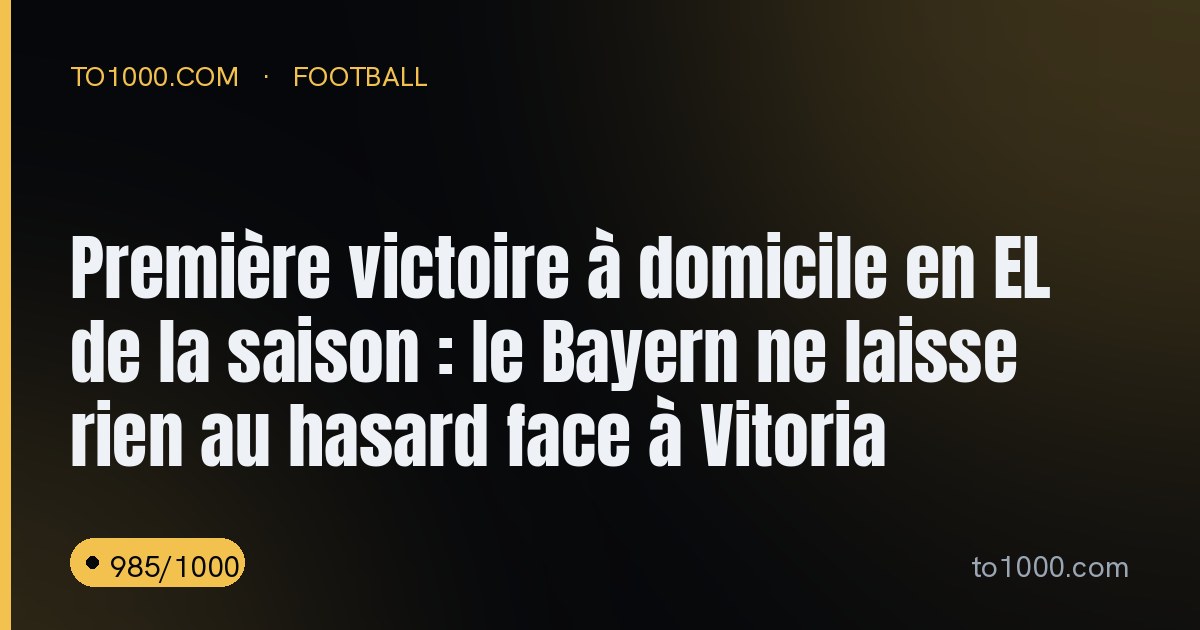 TO1000.COM · FOOTBALL
Première victoire à domicile en EL
de la saison : le Bayern ne laisse
rien au hasard face à Vitoria
985/1000
to1000.com